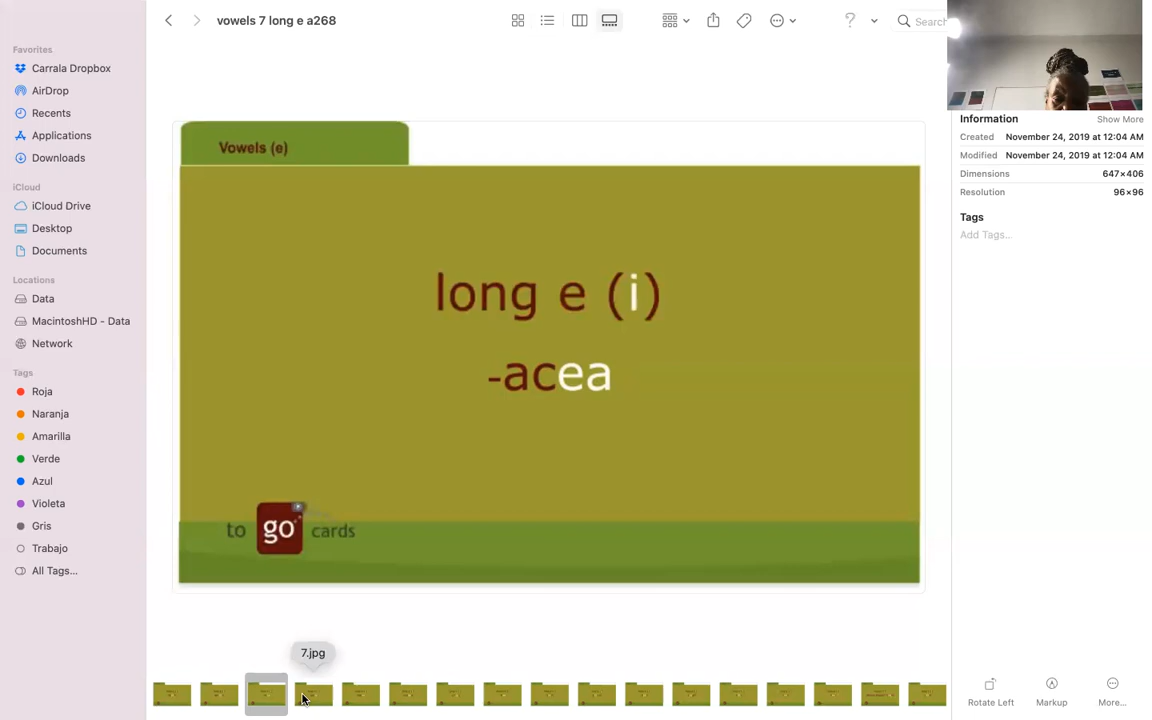 vowels 7 long e a268
Search
Favorites
Carrala Dropbox
AirDrop
Recents
Applications
Downloads
iCloud
iCloud Drive
Desktop
Documents
Locations
Data
MacintoshHD - Data
Network
Tags
Roja
Naranja
Amarilla
Verde
Azul
Violeta
Gris
Trabajo
All Tags...
Vowels (e)
long e (i)
-acea
to go cards
7.jpg
Information
Show More
Created November 24, 2019 at 12:04 AM
Modified November 24, 2019 at 12:04 AM
Dimensions 647×406
Resolution 96×96
Tags
Add Tags...
Rotate Left
Markup
More...